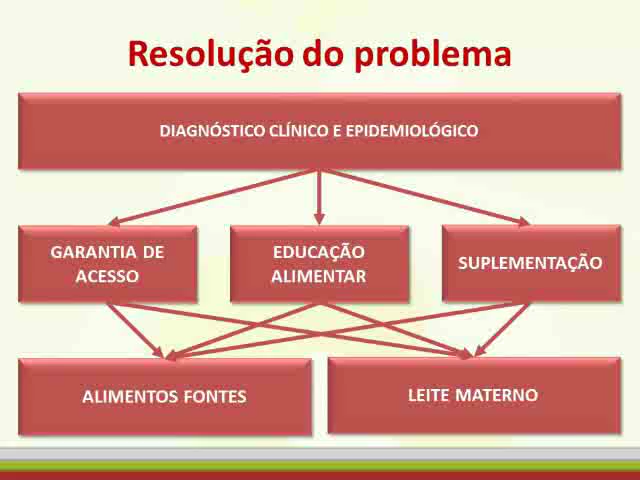 Resolução do problema
DIAGNÓSTICO CLÍNICO E EPIDEMIOLÓGICO
GARANTIA DE
ACESSO
EDUCAÇÃO
ALIMENTAR
SUPLEMENTAÇÃO
ALIMENTOS FONTES
LEITE MATERNO